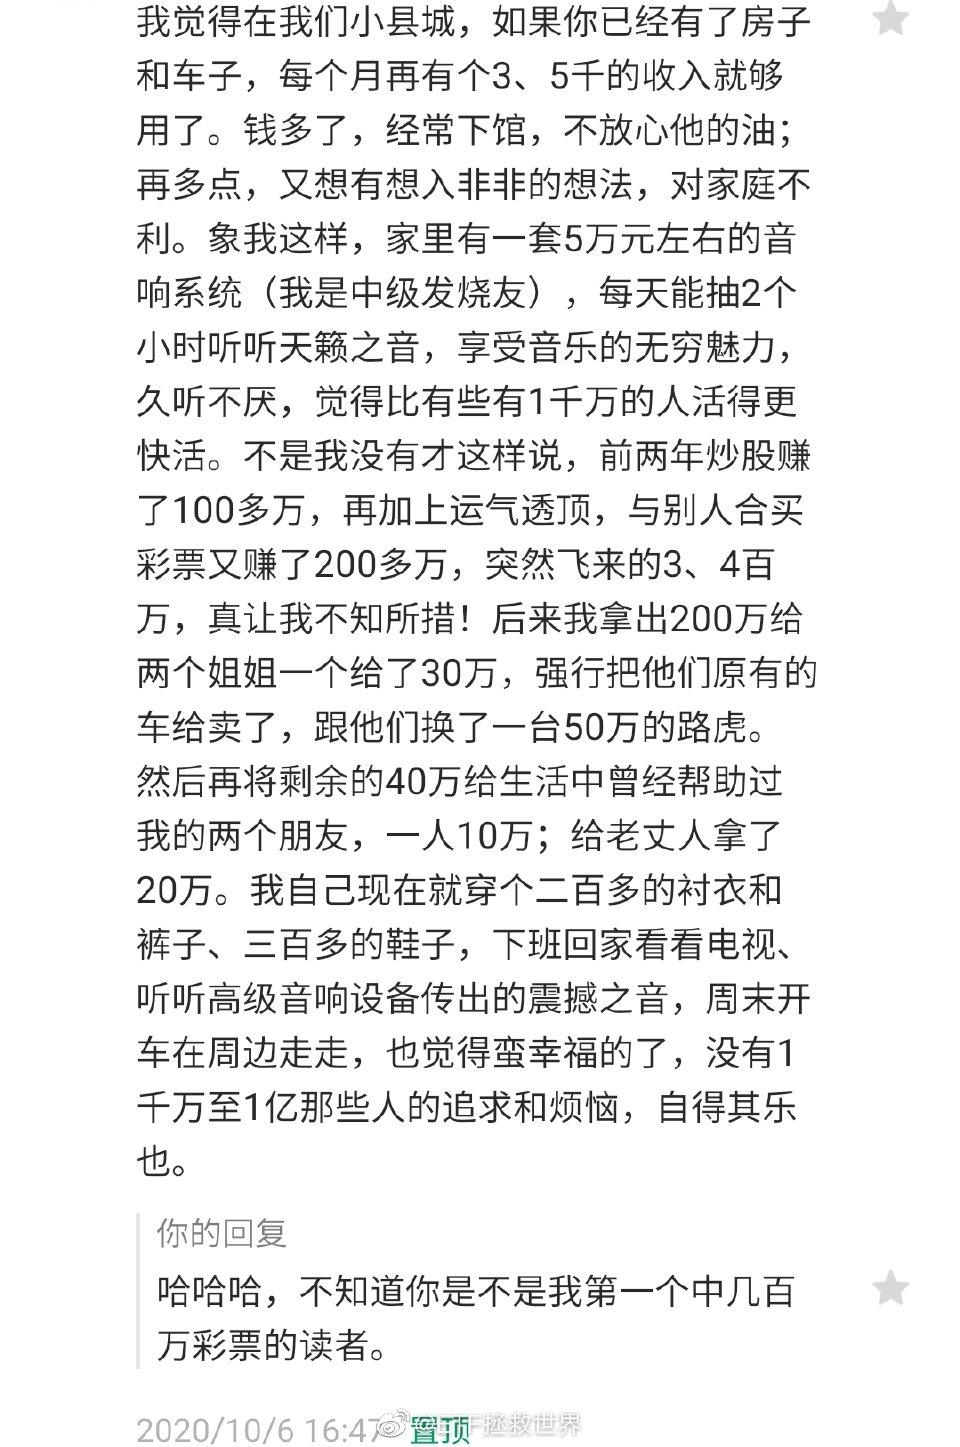 我觉得在我们小县城，如果你已经有了房子
和车子，每个月再有个3、5千的收入就够
用了。钱多了，经常下馆，不放心他的油；
再多点，又想有想入非非的想法，对家庭不
利。象我这样，家里有一套5万元左右的音
响系统（我是中级发烧友），每天能抽2个
小时听听天籁之音，享受音乐的无穷魅力，
久听不厌，觉得比有些有1千万的人活得更
快活。不是我没有才这样说，前两年炒股赚
了100多万，再加上运气透顶，与别人合买
彩票又赚了200多万，突然飞来的3、4百
万，真让我不知所措！后来我拿出200万给
两个姐姐一个给了30万，强行把他们原有的
车给卖了，跟他们换了一台50万的路虎。
然后再将剩余的40万给生活中曾经帮助过
我的两个朋友，一人10万；给老丈人拿了
20万。我自己现在就穿个二百多的衬衣和
裤子、三百多的鞋子，下班回家看看电视、
听听高级音响设备传出的震撼之音，周末开
车在周边走走，也觉得蛮幸福的了，没有1
千万至1亿那些人的追求和烦恼，自得其乐
也。
你的回复
哈哈哈，不知道你是不是我第一个中几百
万彩票的读者。
2020/10/6 16:47 置顶
拯救世界